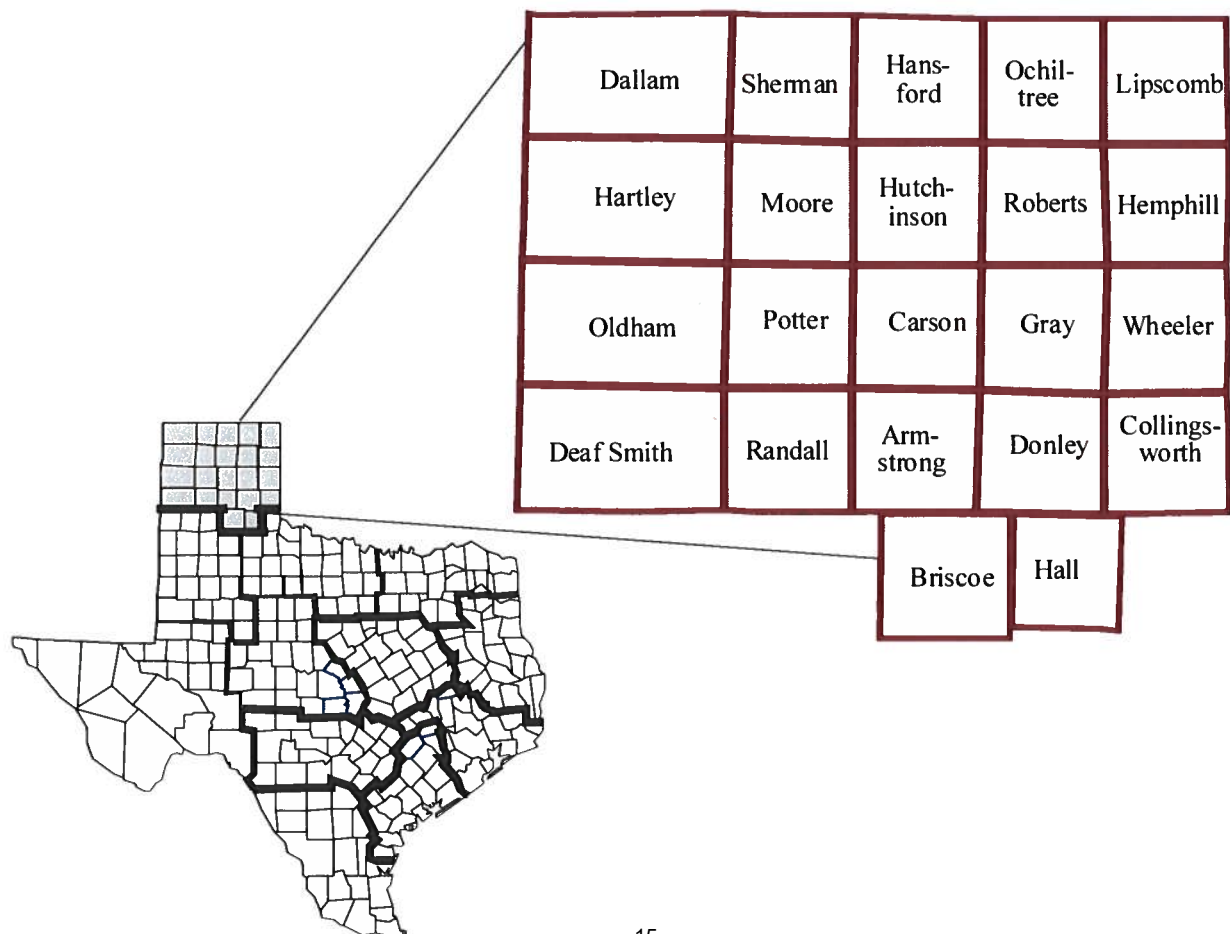 Dallam
Sherman
Hans-
ford
Ochil-
tree
Lipscomb
Hartley
Moore
Hutch-
inson
Roberts
Hemphill
Oldham
Potter
Carson
Gray
Wheeler
Deaf Smith
Randall
Arm-
strong
Donley
Collings-
worth
Briscoe
Hall
15